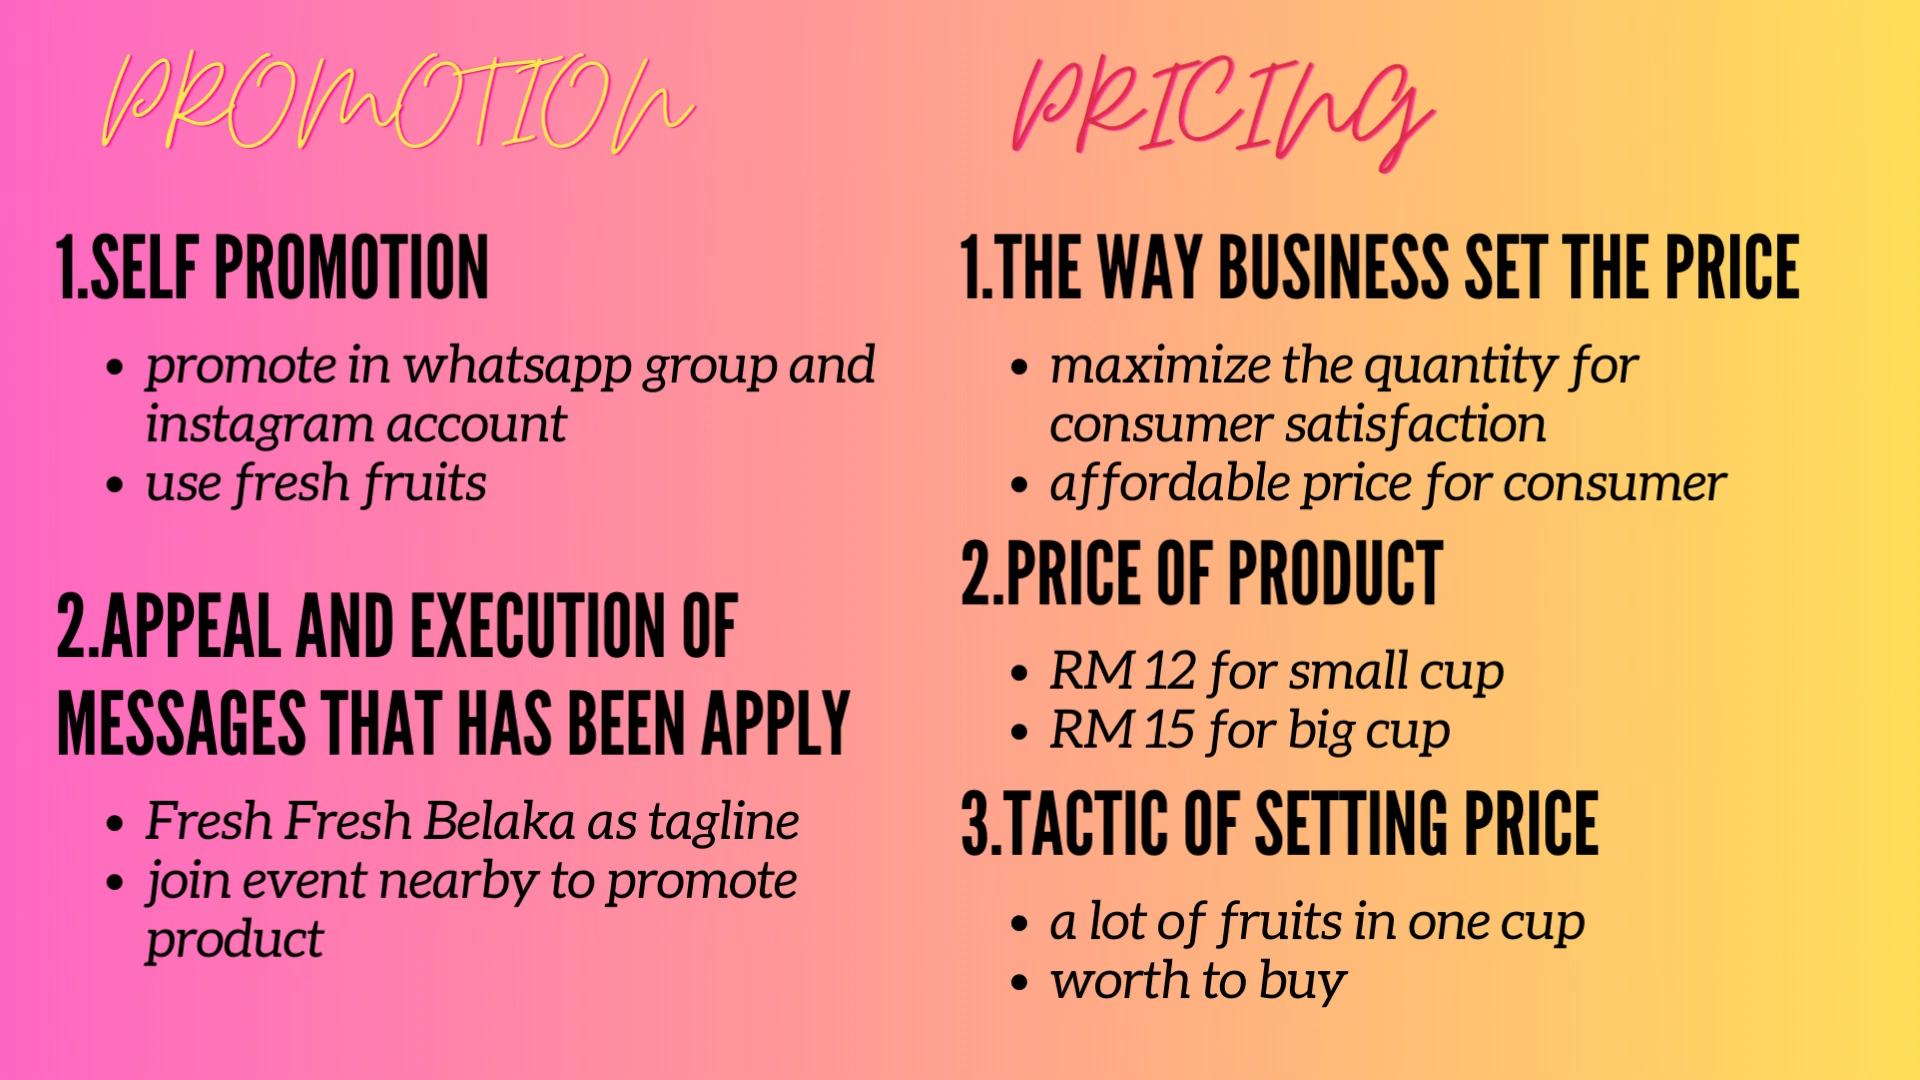 PROMOTION
1.SELF PROMOTION
• promote in whatsapp group and
instagram account
• use fresh fruits
2.APPEAL AND EXECUTION OF
MESSAGES THAT HAS BEEN APPLY
• Fresh Fresh Belaka as tagline
• join event nearby to promote
product
PRICING
1.THE WAY BUSINESS SET THE PRICE
• maximize the quantity for
consumer satisfaction
• affordable price for consumer
2.PRICE OF PRODUCT
• RM 12 for small cup
• RM 15 for big cup
3.TACTIC OF SETTING PRICE
• a lot of fruits in one cup
• worth to buy